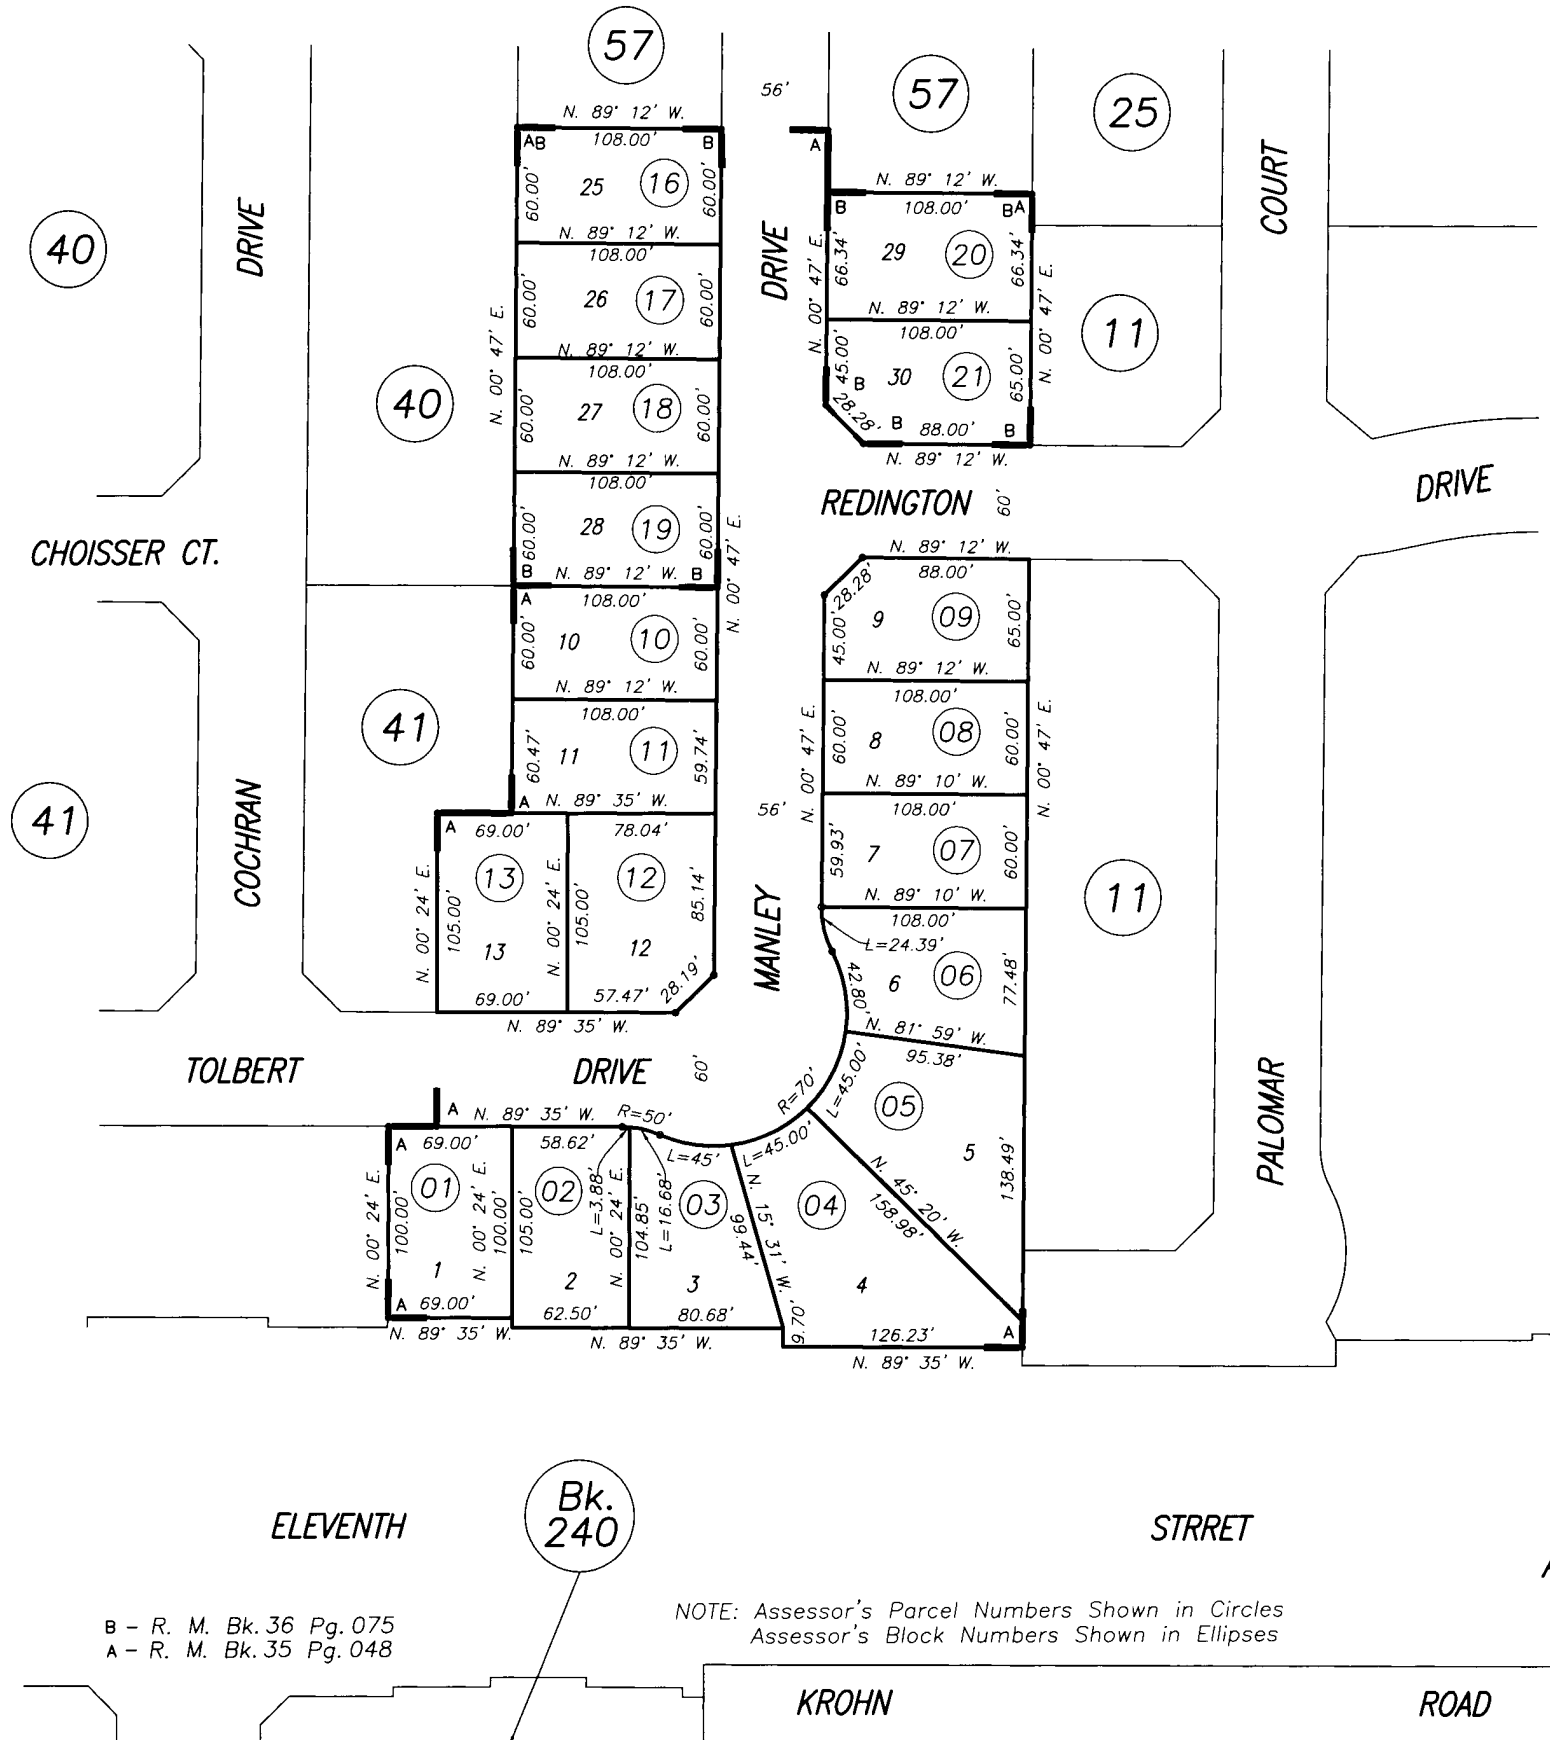 57
56'
57
25
N. 89° 12' W.
AB
108.00'
B
A
25
16
60.00'
60.00'
N. 89° 12' W.
N. 89° 12' W.
B
108.00'
BA
29
20
66.34'
66.34'
N. 89° 12' W.
COURT
40
DRIVE
DRIVE
108.00'
26
17
60.00'
60.00'
N. 89° 12' W.
N. 00° 47' E.
N. 00° 47' E.
N. 00° 47' E.
108.00'
30
21
45.00'
65.00'
B
28.28'
B
88.00'
B
N. 89° 12' W.
11
40
108.00'
27
18
60.00'
60.00'
N. 89° 12' W.
108.00'
28
19
60.00'
60.00'
B
N. 89° 12' W.
B
N. 00° 47' E.
REDINGTON
60'
DRIVE
CHOISSER CT.
A
108.00'
10
10
60.00'
60.00'
N. 89° 12' W.
N. 89° 12' W.
88.00'
28.28'
9
09
45.00'
65.00'
N. 89° 12' W.
41
108.00'
11
11
60.47'
59.74'
A
N. 89° 35' W.
108.00'
8
08
60.00'
60.00'
N. 00° 47' E.
N. 00° 47' E.
N. 89° 10' W.
56'
41
COCHRAN
A
69.00'
78.04'
13
12
N. 00° 24' E.
105.00'
N. 00° 24' E.
105.00'
85.14'
13
12
69.00'
57.47'
28.19'
N. 89° 35' W.
108.00'
7
07
59.93'
60.00'
N. 89° 10' W.
11
MANLEY
108.00'
L=24.39'
42.80'
6
06
77.48'
N. 81° 59' W.
95.38'
TOLBERT
DRIVE
60'
R=70'
L=45.00'
05
5
138.49'
PALOMAR
A
N. 89° 35' W.
R=50'
A
69.00'
58.62'
L=45'
L=45.00'
01
02
03
04
N. 00° 24' E.
100.00'
N. 00° 24' E.
100.00'
105.00'
L=3.88'
N. 00° 24' E.
104.85'
L=16.68'
N. 15° 31' W.
99.44'
N. 45° 20' W.
158.98'
1
2
3
4
A
69.00'
62.50'
80.68'
9.70'
126.23'
A
N. 89° 35' W.
N. 89° 35' W.
N. 89° 35' W.
Bk.
240
ELEVENTH
STRRET
B - R. M. Bk. 36 Pg. 075
A - R. M. Bk. 35 Pg. 048
NOTE: Assessor's Parcel Numbers Shown in Circles
Assessor's Block Numbers Shown in Ellipses
KROHN
ROAD